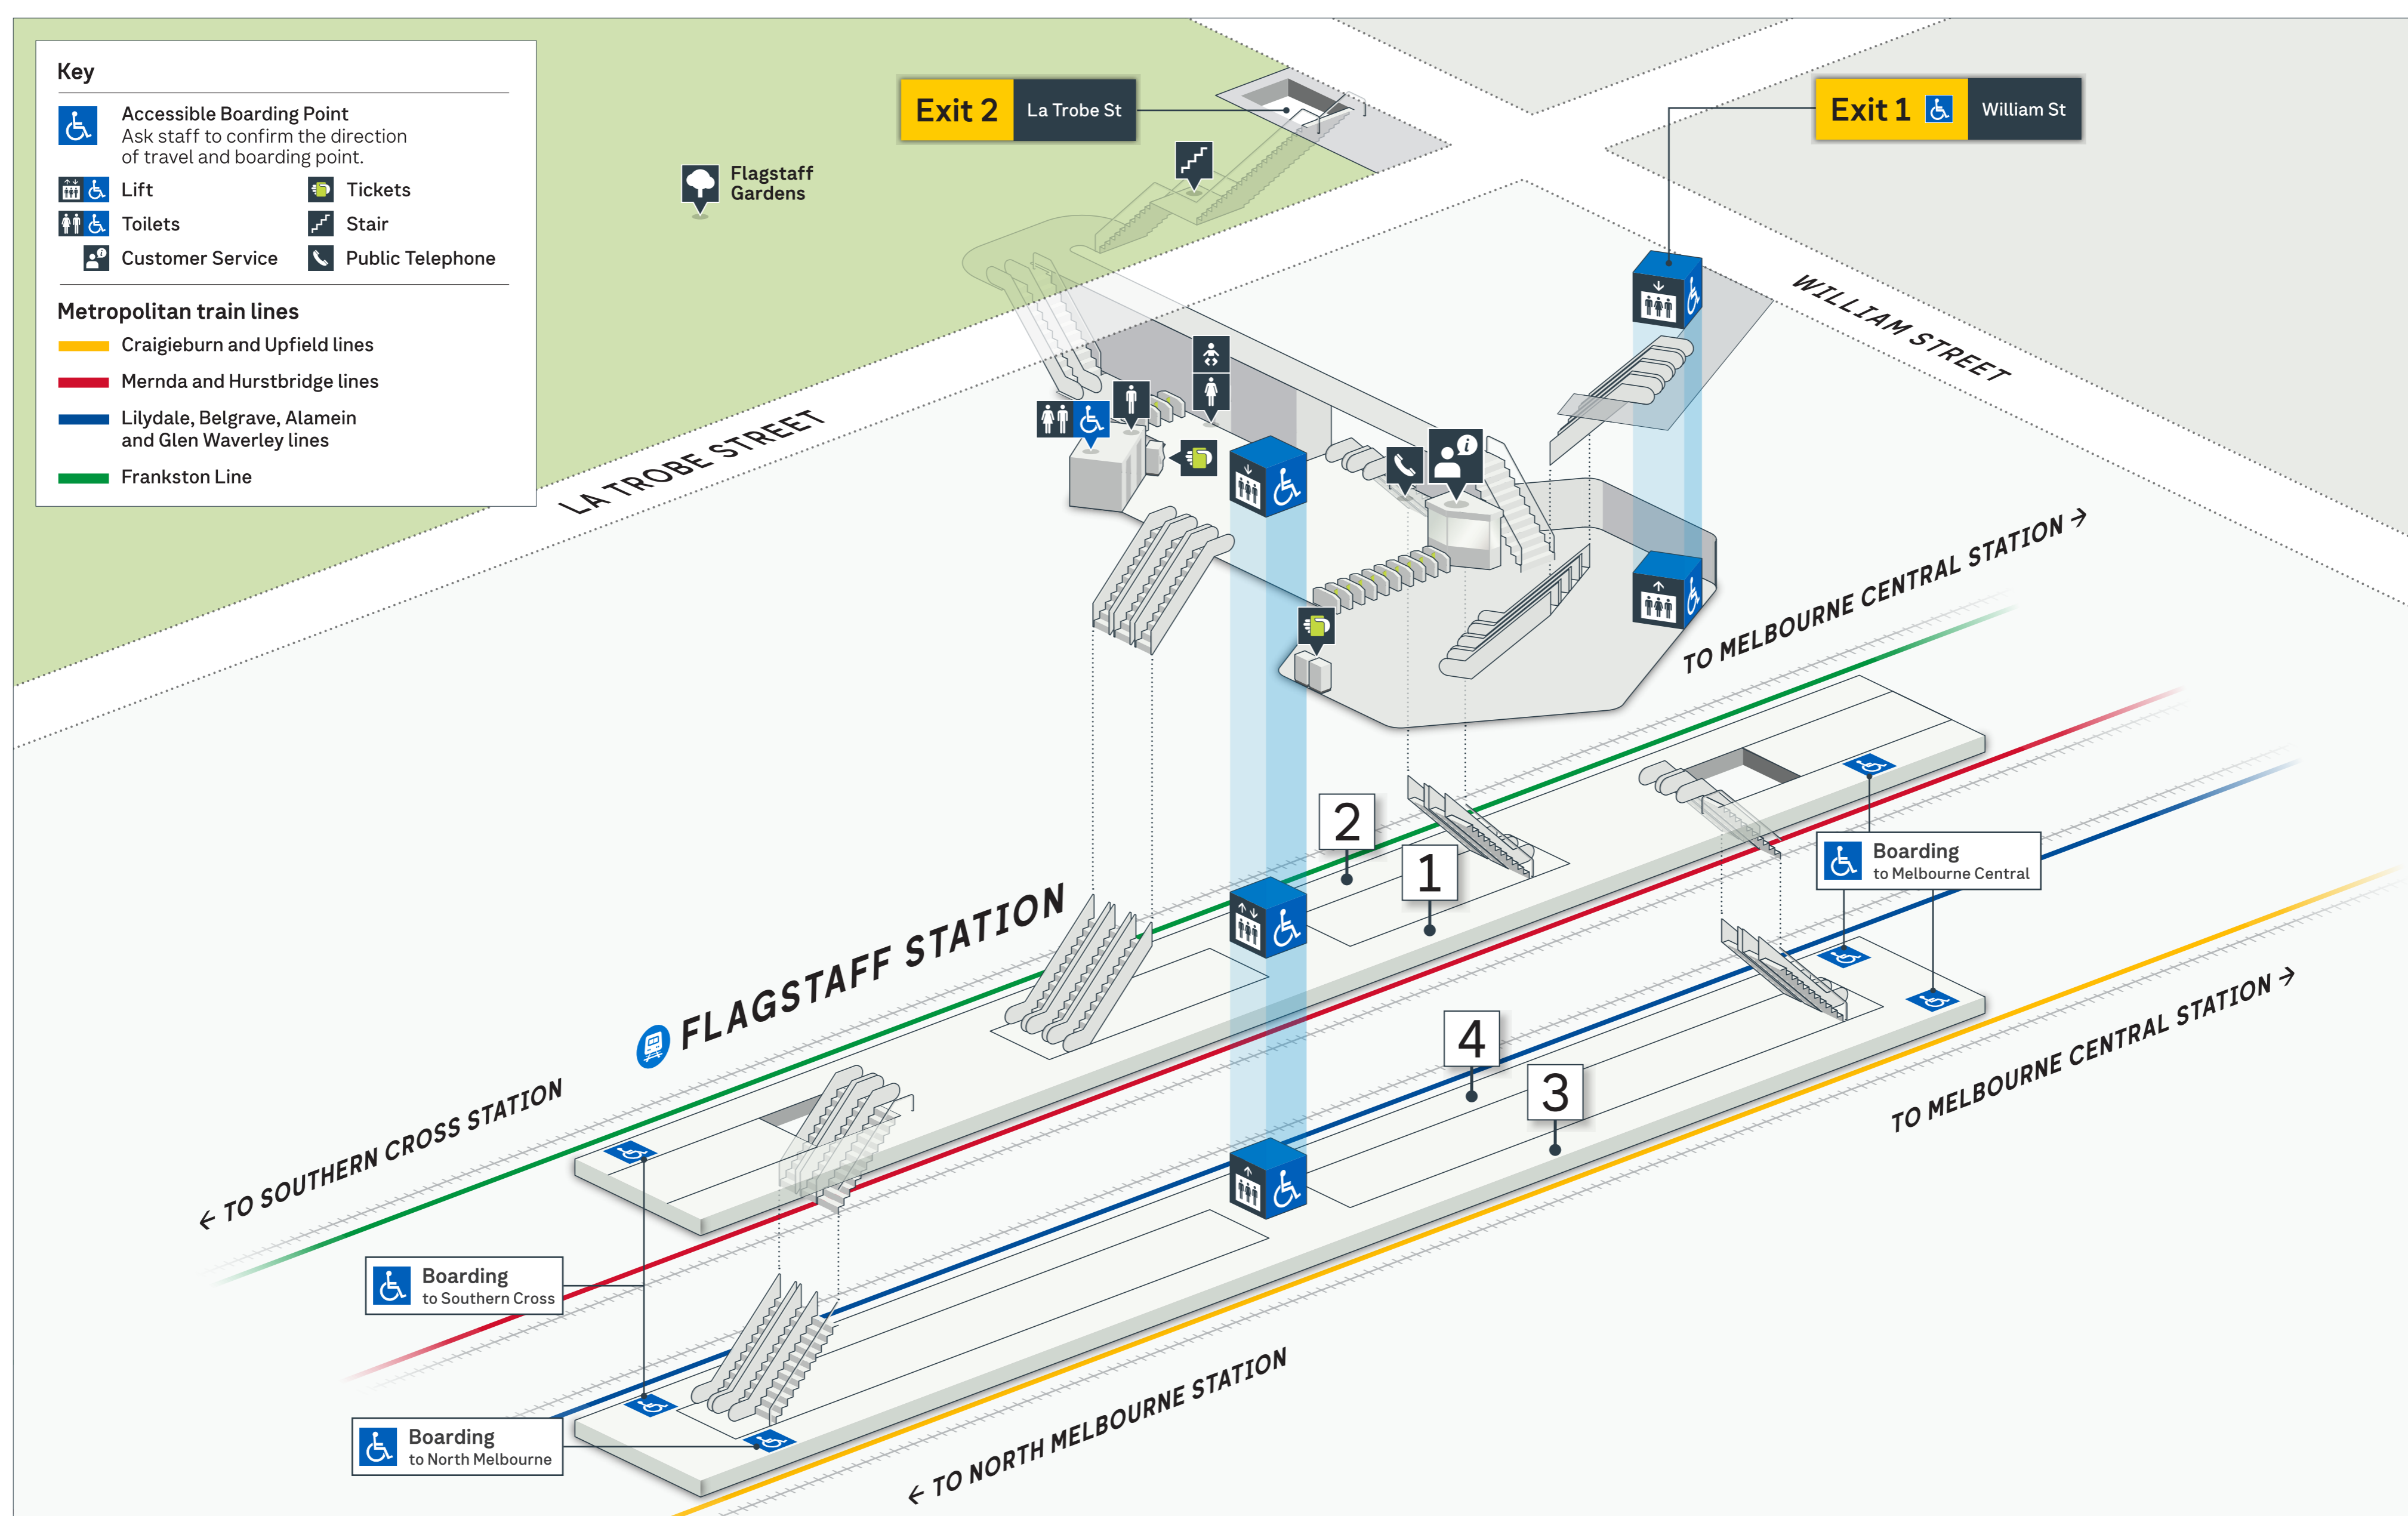 Key
Accessible Boarding Point
Ask staff to confirm the direction
of travel and boarding point.
Lift
Tickets
Toilets
Stair
Customer Service
Public Telephone
Metropolitan train lines
Craigieburn and Upfield lines
Mernda and Hurstbridge lines
Lilydale, Belgrave, Alamein
and Glen Waverley lines
Frankston Line
Exit 2
La Trobe St
Exit 1
William St
Flagstaff
Gardens
WILLIAM STREET
LA TROBE STREET
i
TO MELBOURNE CENTRAL STATION →
2
1
Boarding
to Melbourne Central
FLAGSTAFF STATION
4
3
TO MELBOURNE CENTRAL STATION →
← TO SOUTHERN CROSS STATION
Boarding
to Southern Cross
Boarding
to North Melbourne
← TO NORTH MELBOURNE STATION